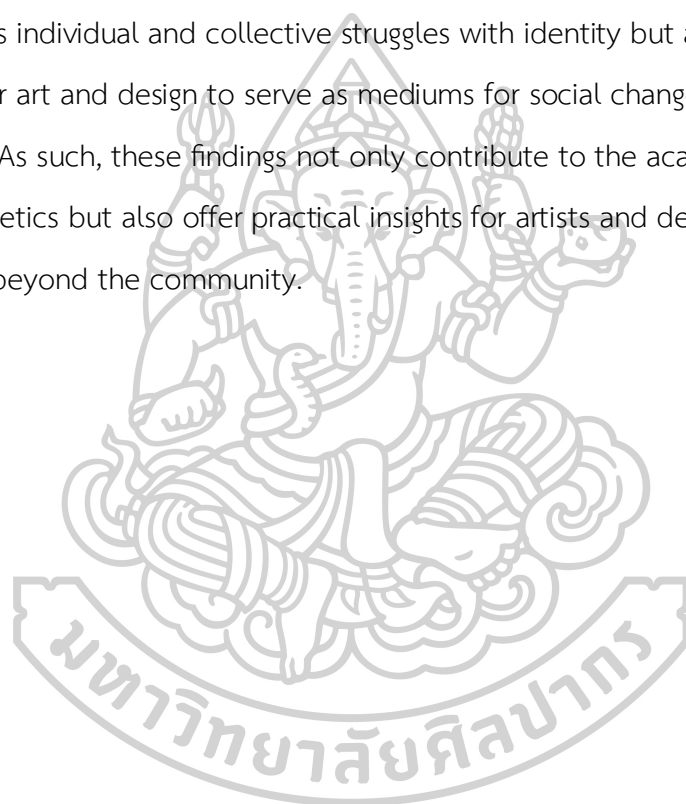 s individual and collective struggles with identity but a
r art and design to serve as mediums for social chang
As such, these findings not only contribute to the aca
etics but also offer practical insights for artists and de
beyond the community.
มหาวิทยาลัยศิลปากร